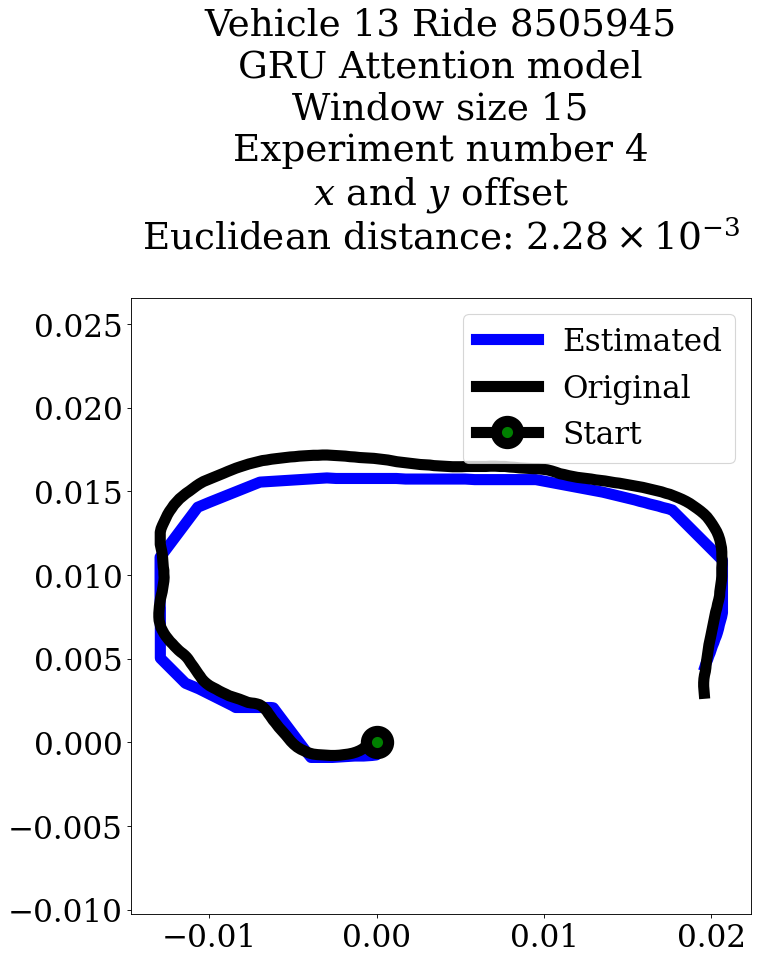 Vehicle 13 Ride 8505945
GRU Attention model
Window size 15
Experiment number 4
x and y offset
Euclidean distance: 2.28 × 10⁻³
Estimated
Original
Start
0.025
0.020
0.015
0.010
0.005
0.000
−0.005
−0.010
−0.01 0.00 0.01 0.02